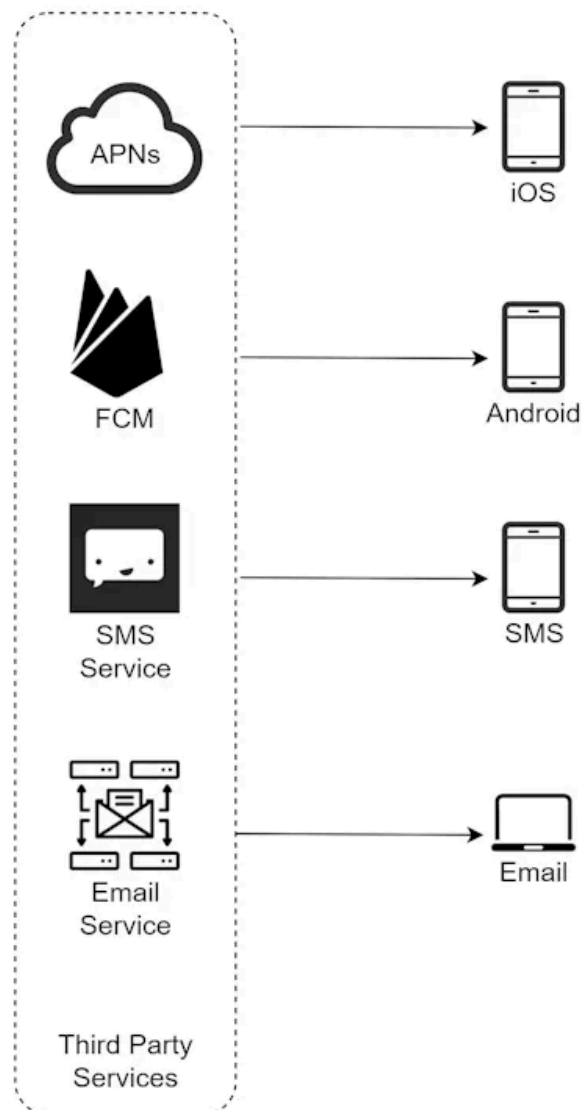 APNs
iOS
FCM
Android
SMS
Service
SMS
Email
Service
Email
Third Party
Services